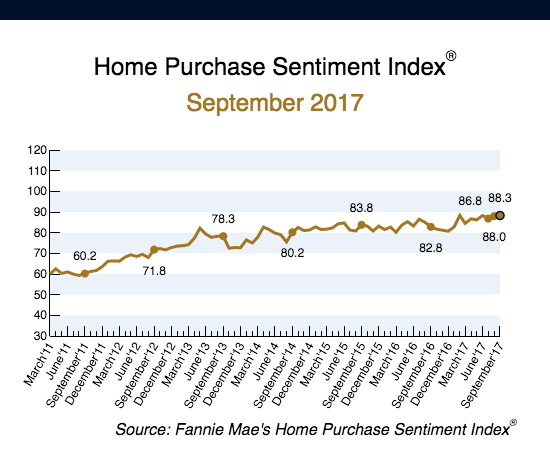 Home Purchase Sentiment Index®
September 2017
120
110
100
90
80
70
60
50
40
30
60.2
71.8
78.3
80.2
83.8
82.8
86.8
88.0
88.3
March'11
June'11
September'11
December'11
March'12
June'12
September'12
December'12
March'13
June'13
September'13
December'13
March'14
June'14
September'14
December'14
March'15
June'15
September'15
December'15
March'16
June'16
September'16
December'16
March'17
June'17
September'17
Source: Fannie Mae's Home Purchase Sentiment Index®